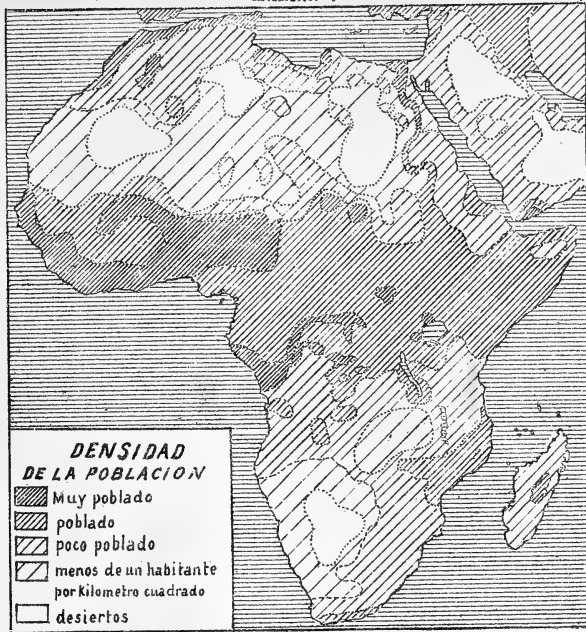 DENSIDAD
DE LA POBLACION
Muy poblado
poblado
poco poblado
menos de un habitante
por Kilometro cuadrado
desiertos